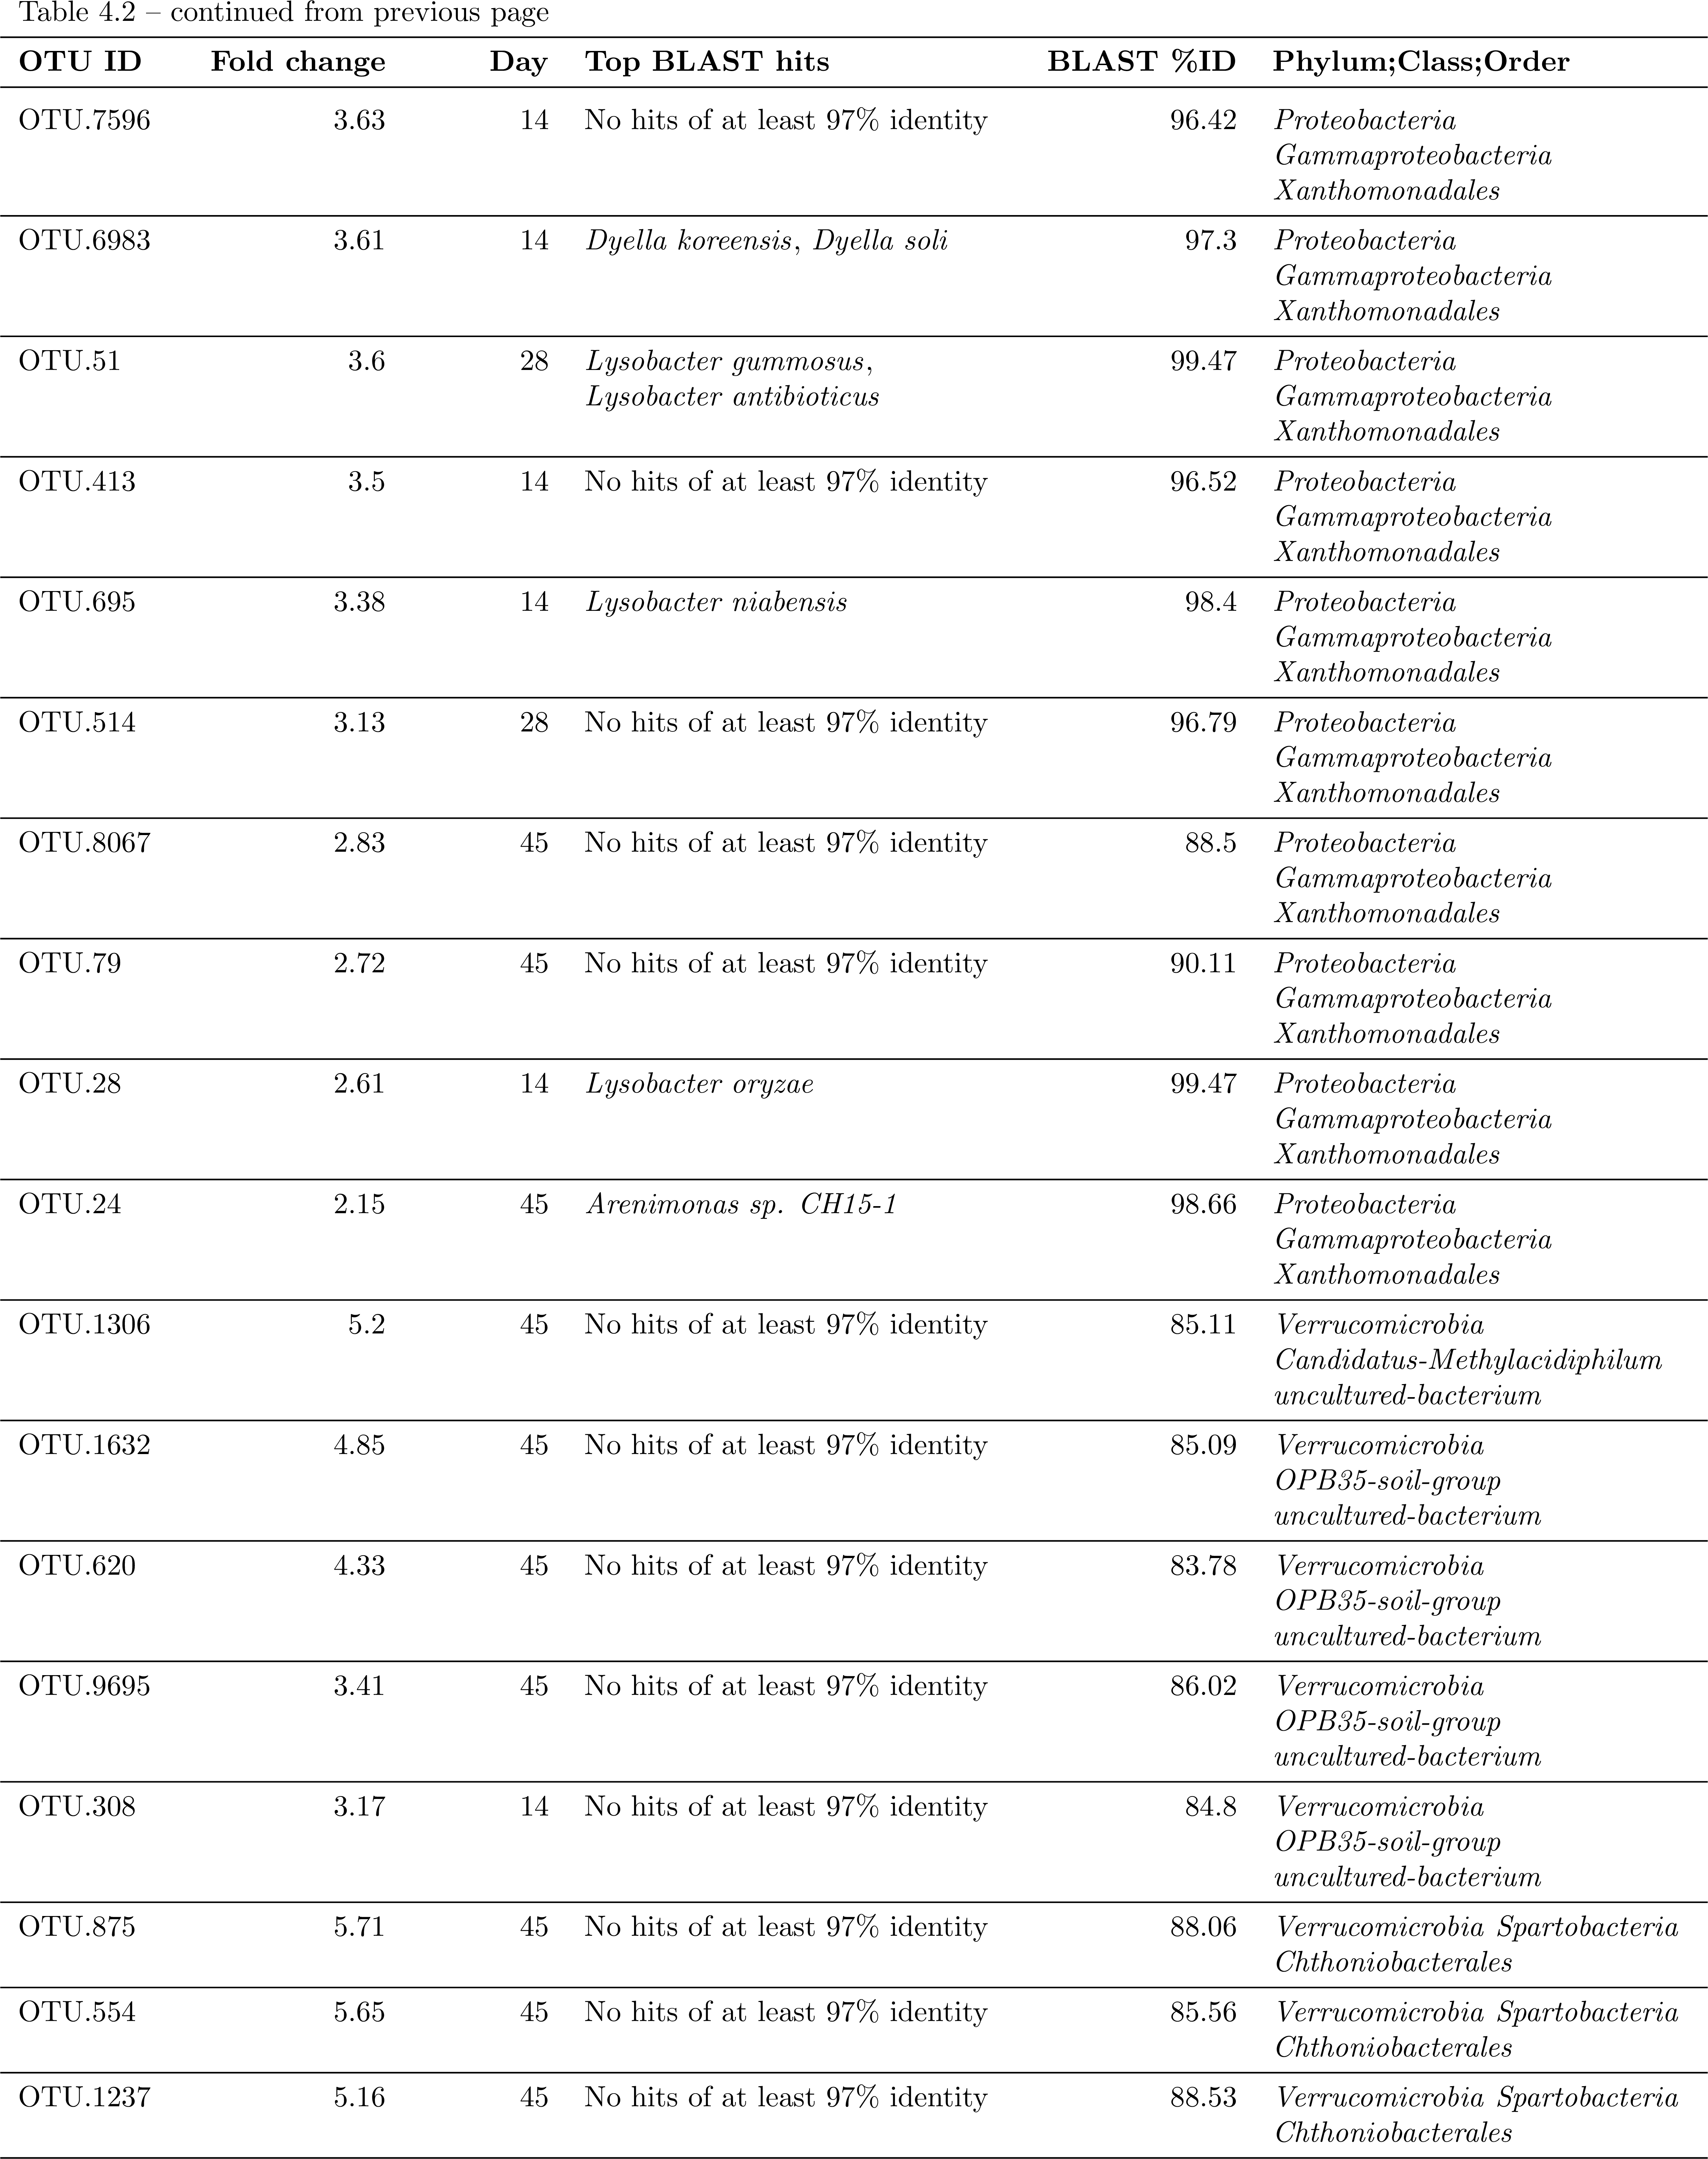 Table 4.2 – continued from previous page
OTU ID Fold change Day Top BLAST hits BLAST %ID Phylum;Class;Order
OTU.7596 3.63 14 No hits of at least 97% identity 96.42 Proteobacteria
Gammaproteobacteria
Xanthomonadales
OTU.6983 3.61 14 Dyella koreensis, Dyella soli 97.3 Proteobacteria
Gammaproteobacteria
Xanthomonadales
OTU.51 3.6 28 Lysobacter gummosus, 99.47 Proteobacteria
Lysobacter antibioticus Gammaproteobacteria
Xanthomonadales
OTU.413 3.5 14 No hits of at least 97% identity 96.52 Proteobacteria
Gammaproteobacteria
Xanthomonadales
OTU.695 3.38 14 Lysobacter niabensis 98.4 Proteobacteria
Gammaproteobacteria
Xanthomonadales
OTU.514 3.13 28 No hits of at least 97% identity 96.79 Proteobacteria
Gammaproteobacteria
Xanthomonadales
OTU.8067 2.83 45 No hits of at least 97% identity 88.5 Proteobacteria
Gammaproteobacteria
Xanthomonadales
OTU.79 2.72 45 No hits of at least 97% identity 90.11 Proteobacteria
Gammaproteobacteria
Xanthomonadales
OTU.28 2.61 14 Lysobacter oryzae 99.47 Proteobacteria
Gammaproteobacteria
Xanthomonadales
OTU.24 2.15 45 Arenimonas sp. CH15-1 98.66 Proteobacteria
Gammaproteobacteria
Xanthomonadales
OTU.1306 5.2 45 No hits of at least 97% identity 85.11 Verrucomicrobia
Candidatus-Methylacidiphilum
uncultured-bacterium
OTU.1632 4.85 45 No hits of at least 97% identity 85.09 Verrucomicrobia
OPB35-soil-group
uncultured-bacterium
OTU.620 4.33 45 No hits of at least 97% identity 83.78 Verrucomicrobia
OPB35-soil-group
uncultured-bacterium
OTU.9695 3.41 45 No hits of at least 97% identity 86.02 Verrucomicrobia
OPB35-soil-group
uncultured-bacterium
OTU.308 3.17 14 No hits of at least 97% identity 84.8 Verrucomicrobia
OPB35-soil-group
uncultured-bacterium
OTU.875 5.71 45 No hits of at least 97% identity 88.06 Verrucomicrobia Spartobacteria
Chthoniobacterales
OTU.554 5.65 45 No hits of at least 97% identity 85.56 Verrucomicrobia Spartobacteria
Chthoniobacterales
OTU.1237 5.16 45 No hits of at least 97% identity 88.53 Verrucomicrobia Spartobacteria
Chthoniobacterales